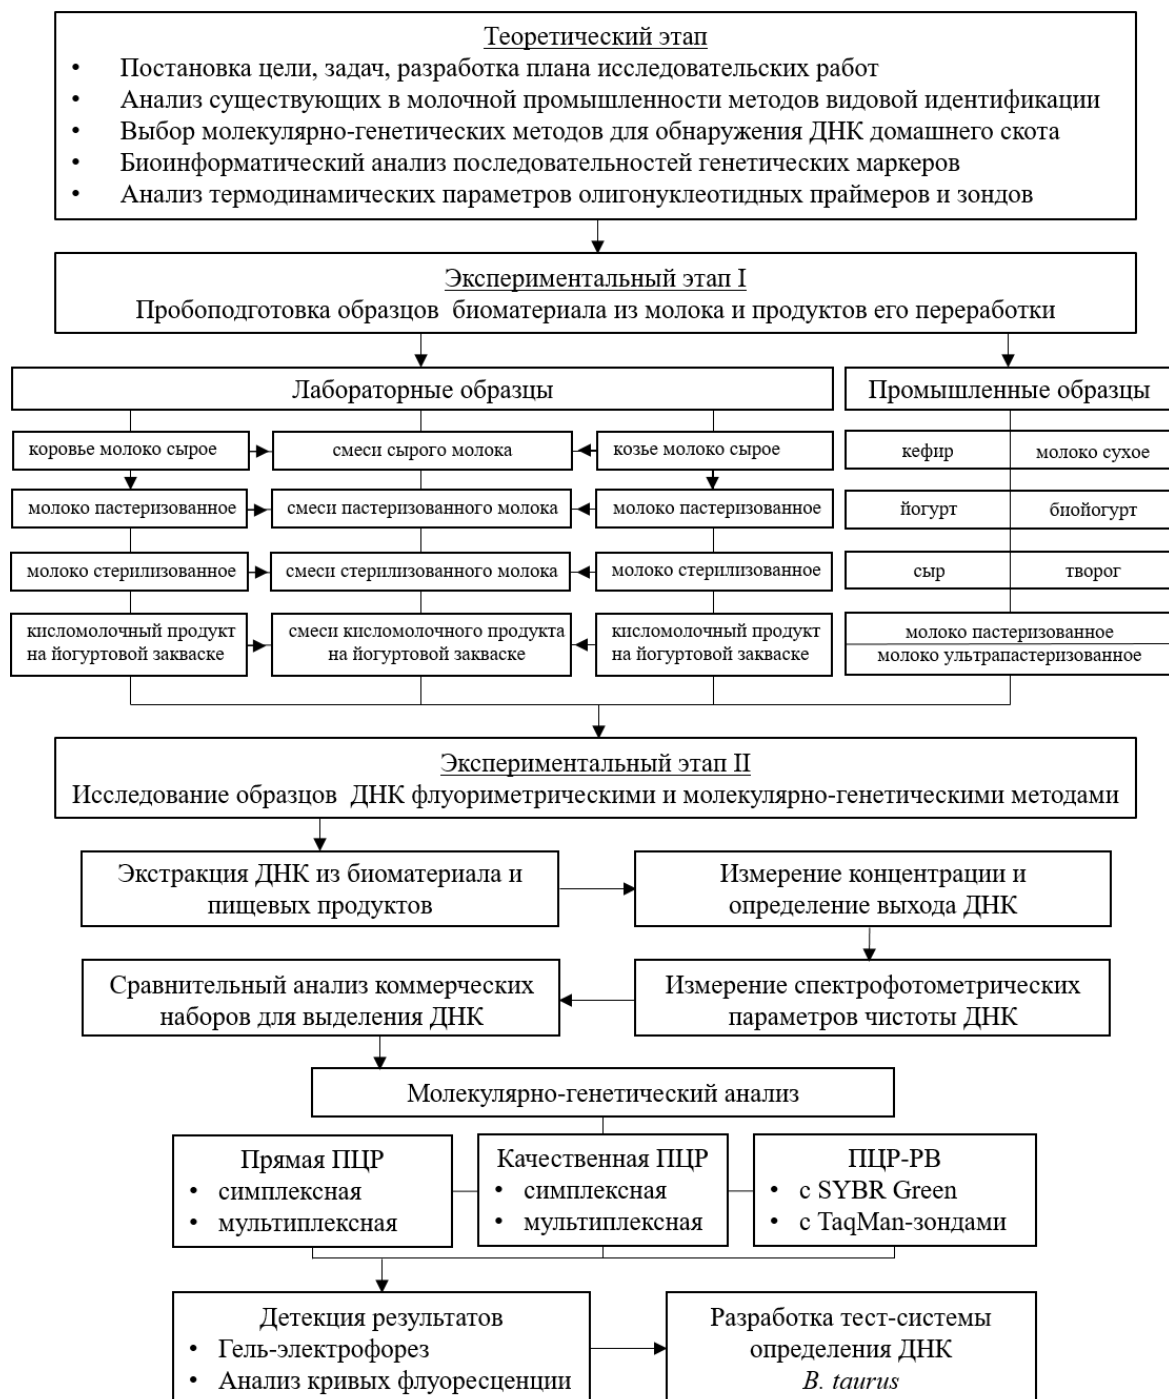 Теоретический этап
• Постановка цели, задач, разработка плана исследовательских работ
• Анализ существующих в молочной промышленности методов видовой идентификации
• Выбор молекулярно-генетических методов для обнаружения ДНК домашнего скота
• Биоинформатический анализ последовательностей генетических маркеров
• Анализ термодинамических параметров олигонуклеотидных праймеров и зондов
Экспериментальный этап I
Пробоподготовка образцов биоматериала из молока и продуктов его переработки
Лабораторные образцы
Промышленные образцы
коровье молоко сырое
смеси сырого молока
козье молоко сырое
кефир
молоко сухое
молоко пастеризованное
смеси пастеризованного молока
молоко пастеризованное
йогурт
биойогурт
молоко стерилизованное
смеси стерилизованного молока
молоко стерилизованное
сыр
творог
кисломолочный продукт
на йогуртовой закваске
смеси кисломолочного продукта
на йогуртовой закваске
кисломолочный продукт
на йогуртовой закваске
молоко пастеризованное
молоко ультрапастеризованное
Экспериментальный этап II
Исследование образцов ДНК флуориметрическими и молекулярно-генетическими методами
Экстракция ДНК из биоматериала и
пищевых продуктов
Измерение концентрации и
определение выхода ДНК
Сравнительный анализ коммерческих
наборов для выделения ДНК
Измерение спектрофотометрических
параметров чистоты ДНК
Молекулярно-генетический анализ
Прямая ПЦР
• симплексная
• мультиплексная
Качественная ПЦР
• симплексная
• мультиплексная
ПЦР-РВ
• с SYBR Green
• с TaqMan-зондами
Детекция результатов
• Гель-электрофорез
• Анализ кривых флуоресценции
Разработка тест-системы
определения ДНК
B. taurus